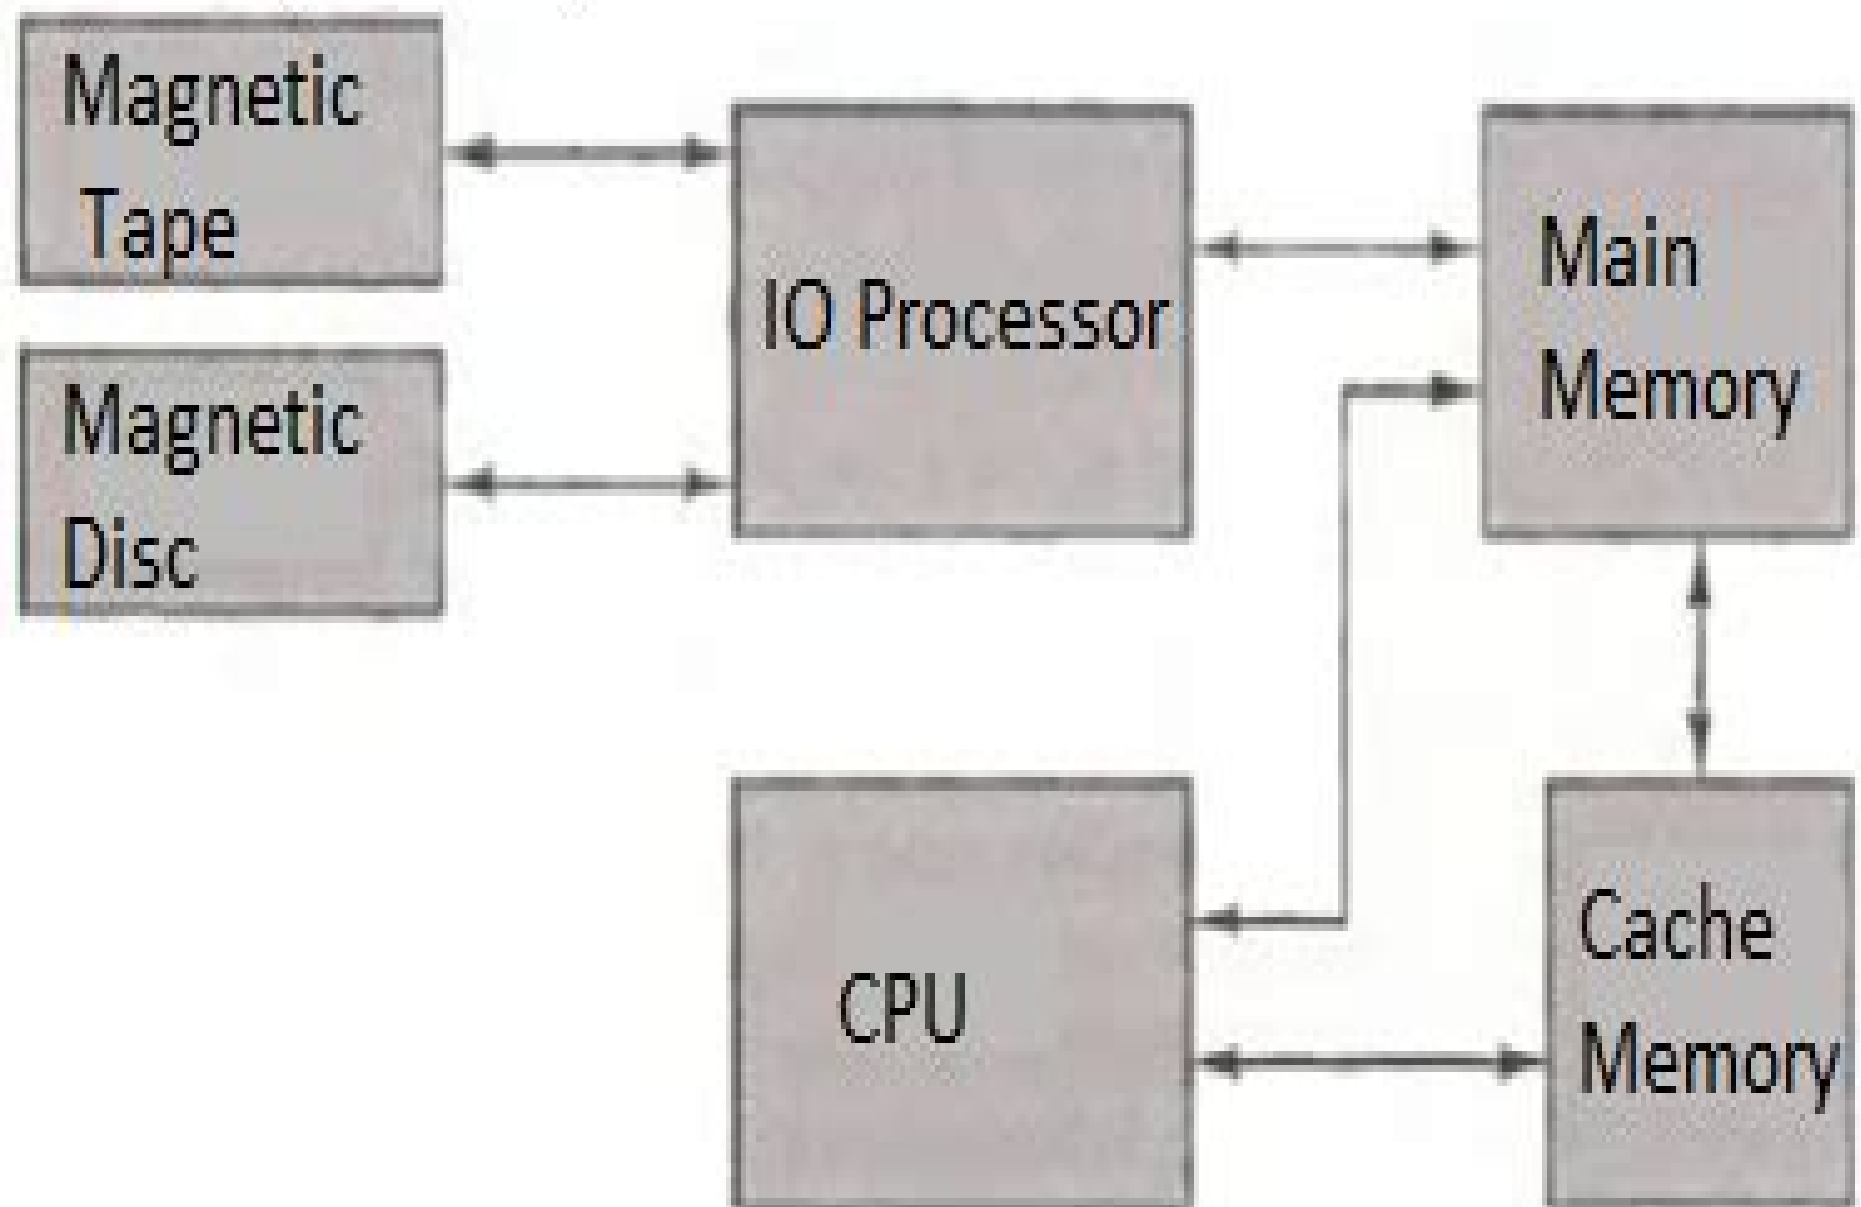 Magnetic
Tape
Magnetic
Disc
IO Processor
Main
Memory
CPU
Cache
Memory